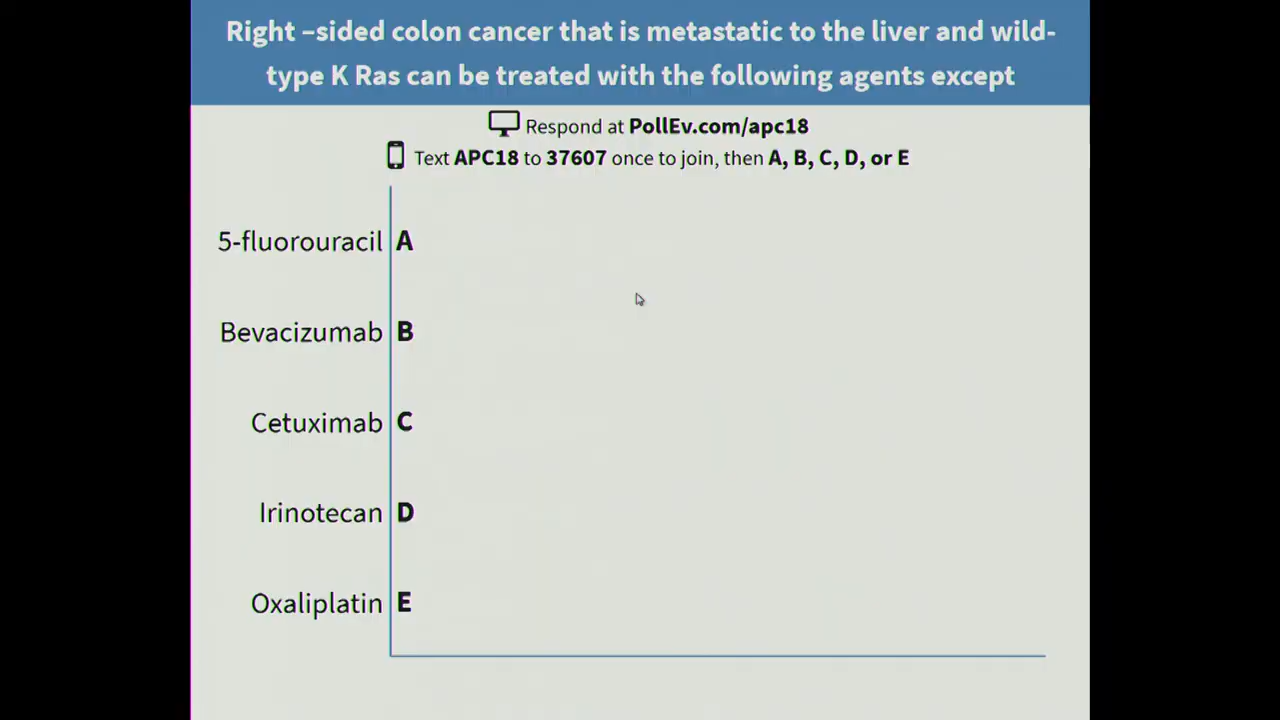 Right –sided colon cancer that is metastatic to the liver and wild-
type K Ras can be treated with the following agents except
Respond at PollEv.com/apc18
Text APC18 to 37607 once to join, then A, B, C, D, or E
5-fluorouracil A
Bevacizumab B
Cetuximab C
Irinotecan D
Oxaliplatin E